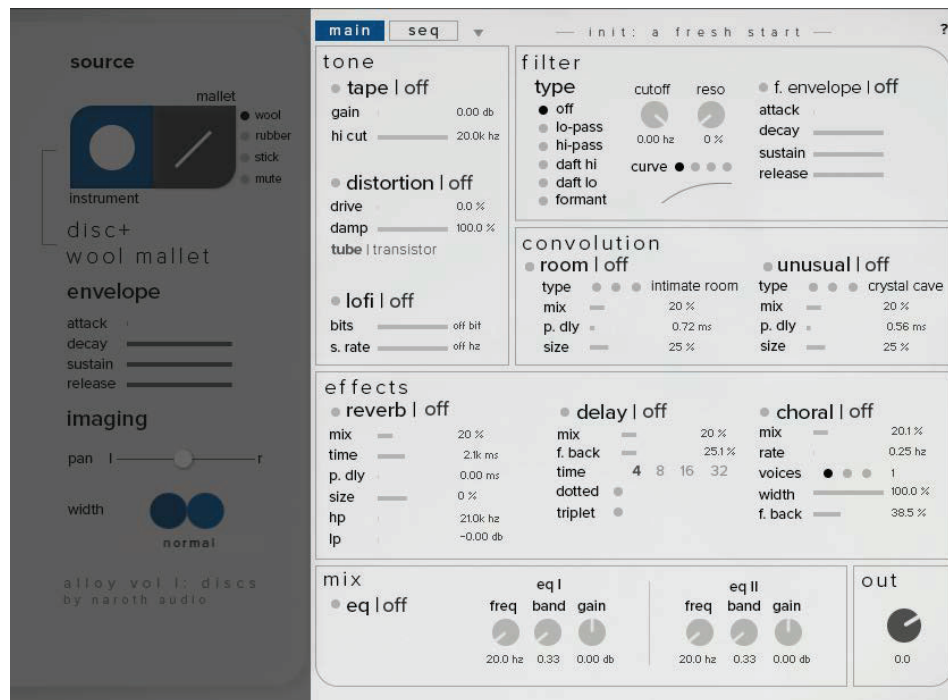 main seq — init: a fresh start — ?
source
mallet
wool
rubber
stick
mute
instrument
disc+
wool mallet
envelope
attack
decay
sustain
release
imaging
pan l r
width
normal
alloy vol I: discs
by naroth audio
tone
tape | off
gain 0.00 db
hi cut 20.0k hz
distortion | off
drive 0.0 %
damp 100.0 %
tube | transistor
lofi | off
bits off bit
s. rate off hz
filter
type
off
lo-pass
hi-pass
daft hi
daft lo
formant
cutoff reso
0.00 hz 0 %
curve
f. envelope | off
attack
decay
sustain
release
convolution
room | off
type intimate room
mix 20 %
p. dly 0.72 ms
size 25 %
unusual | off
type crystal cave
mix 20 %
p. dly 0.56 ms
size 25 %
effects
reverb | off
mix 20 %
time 2.1k ms
p. dly 0.00 ms
size 0 %
hp 21.0k hz
lp -0.00 db
delay | off
mix 20 %
f. back 25.1 %
time 4 8 16 32
dotted
triplet
choral | off
mix 20.1 %
rate 0.25 hz
voices 1
width 100.0 %
f. back 38.5 %
mix
eq | off
eq I
freq band gain
20.0 hz 0.33 0.00 db
eq II
freq band gain
20.0 hz 0.33 0.00 db
out
0.0